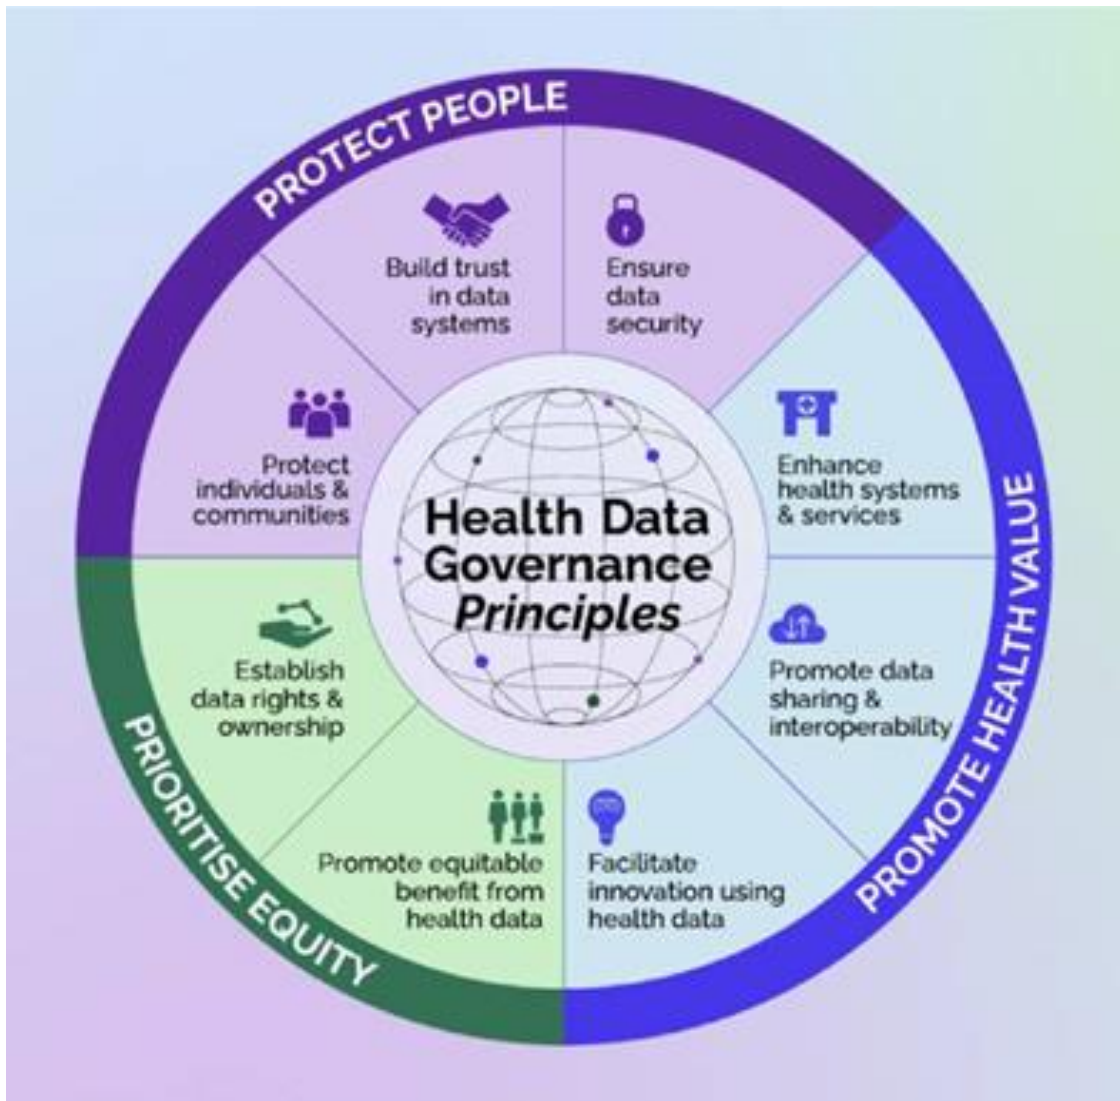 PROTECT PEOPLE
Build trust
in data
systems
Ensure
data
security
Protect
individuals &
communities
Enhance
health systems
& services
Health Data
Governance
Principles
Establish
data rights &
ownership
Promote data
sharing &
interoperability
Promote equitable
benefit from
health data
Facilitate
innovation using
health data
PRIORITISE EQUITY
PROMOTE HEALTH VALUE